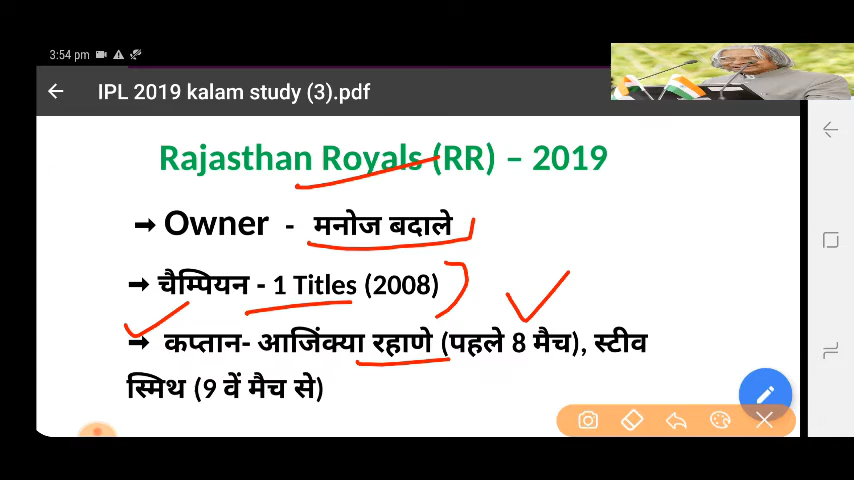 3:54 pm
IPL 2019 kalam study (3).pdf
Rajasthan Royals (RR) – 2019
➞ Owner - मनोज बदाले
➞ चैम्पियन - 1 Titles (2008)
➞ कप्तान- आजिंक्या रहाणे (पहले 8 मैच), स्टीव
स्मिथ (9 वें मैच से)